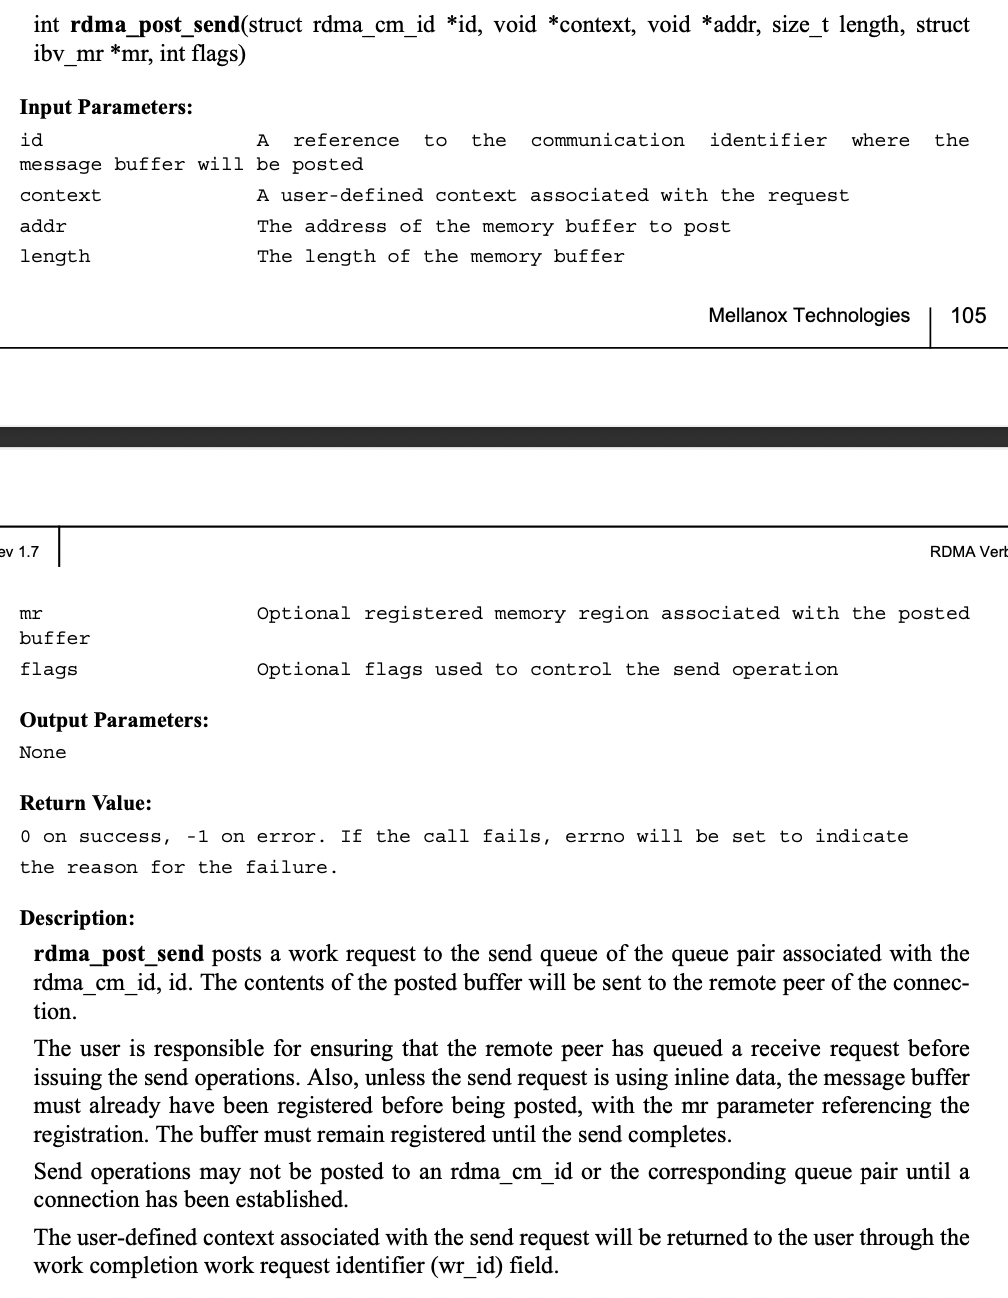 int rdma_post_send(struct rdma_cm_id *id, void *context, void *addr, size_t length, struct
ibv_mr *mr, int flags)
Input Parameters:
id A reference to the communication identifier where the
message buffer will be posted
context A user-defined context associated with the request
addr The address of the memory buffer to post
length The length of the memory buffer
Mellanox Technologies 105
ev 1.7 RDMA Verb
mr Optional registered memory region associated with the posted
buffer
flags Optional flags used to control the send operation
Output Parameters:
None
Return Value:
0 on success, -1 on error. If the call fails, errno will be set to indicate
the reason for the failure.
Description:
rdma_post_send posts a work request to the send queue of the queue pair associated with the
rdma_cm_id, id. The contents of the posted buffer will be sent to the remote peer of the connec-
tion.
The user is responsible for ensuring that the remote peer has queued a receive request before
issuing the send operations. Also, unless the send request is using inline data, the message buffer
must already have been registered before being posted, with the mr parameter referencing the
registration. The buffer must remain registered until the send completes.
Send operations may not be posted to an rdma_cm_id or the corresponding queue pair until a
connection has been established.
The user-defined context associated with the send request will be returned to the user through the
work completion work request identifier (wr_id) field.